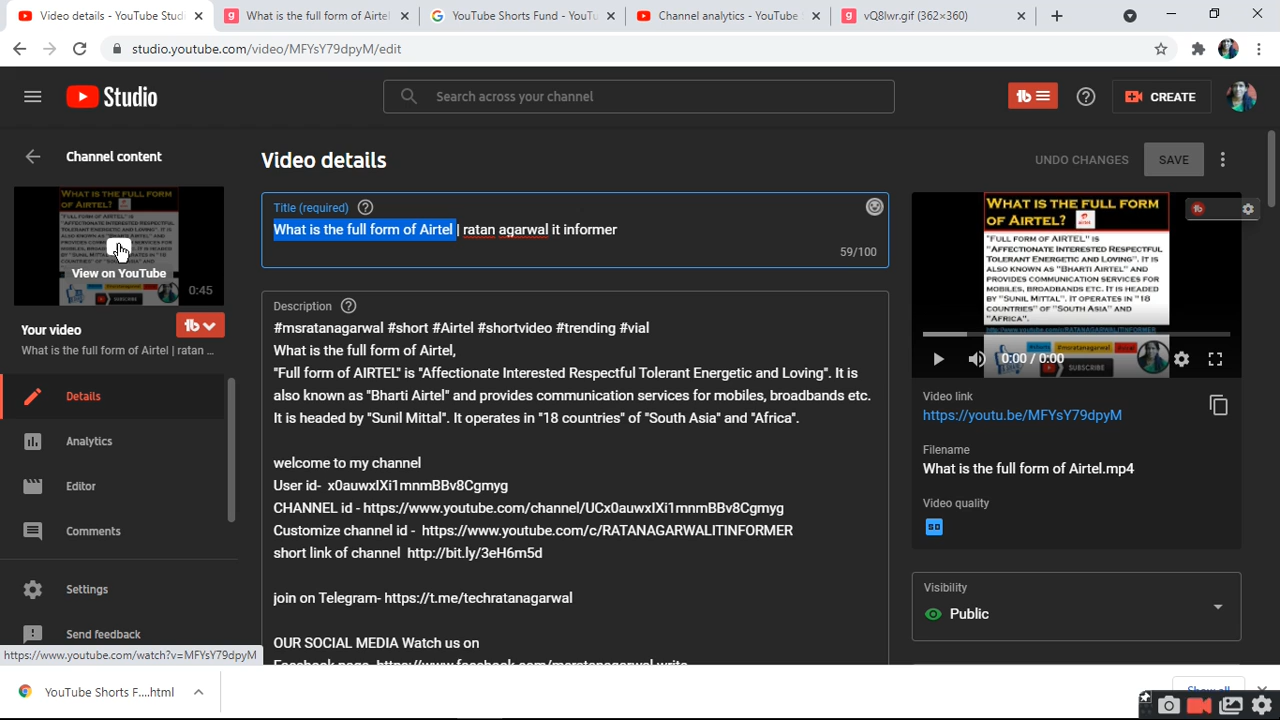 Video details - YouTube Stud
What is the full form of Airtel
YouTube Shorts Fund - YouT
Channel analytics - YouTube
vQ8lwr.gif (362×360)
studio.youtube.com/video/MFYsY79dpyM/edit
Studio
Search across your channel
CREATE
Channel content
Video details
UNDO CHANGES
SAVE
WHAT IS THE FULL FORM
OF AIRTEL?
View on YouTube
0:45
Your video
What is the full form of Airtel | ratan ...
Details
Analytics
Editor
Comments
Settings
Send feedback
https://www.youtube.com/watch?v=MFYsY79dpyM
Title (required)
What is the full form of Airtel | ratan agarwal it informer
59/100
Description
#msratanagarwal #short #Airtel #shortvideo #trending #vial
What is the full form of Airtel,
"Full form of AIRTEL" is "Affectionate Interested Respectful Tolerant Energetic and Loving". It is
also known as "Bharti Airtel" and provides communication services for mobiles, broadbands etc.
It is headed by "Sunil Mittal". It operates in "18 countries" of "South Asia" and "Africa".
welcome to my channel
User id- x0auwxlXi1mnmBBv8Cgmyg
CHANNEL id - https://www.youtube.com/channel/UCx0auwxlXi1mnmBBv8Cgmyg
Customize channel id - https://www.youtube.com/c/RATANAGARWALITINFORMER
short link of channel http://bit.ly/3eH6m5d
join on Telegram- https://t.me/techratanagarwal
OUR SOCIAL MEDIA Watch us on
WHAT IS THE FULL FORM
OF AIRTEL?
"FULL FORM OF AIRTEL" IS
"AFFECTIONATE INTERESTED RESPECTFUL
TOLERANT ENERGETIC AND LOVING". IT IS
ALSO KNOWN AS "BHARTI AIRTEL" AND
PROVIDES COMMUNICATION SERVICES FOR
MOBILES, BROADBANDS ETC. IT IS HEADED
BY "SUNIL MITTAL". IT OPERATES IN "18
COUNTRIES" OF "SOUTH ASIA" AND
"AFRICA".
0:00 / 0:00
SUBSCRIBE
Video link
https://youtu.be/MFYsY79dpyM
Filename
What is the full form of Airtel.mp4
Video quality
SD
Visibility
Public
YouTube Shorts F....html